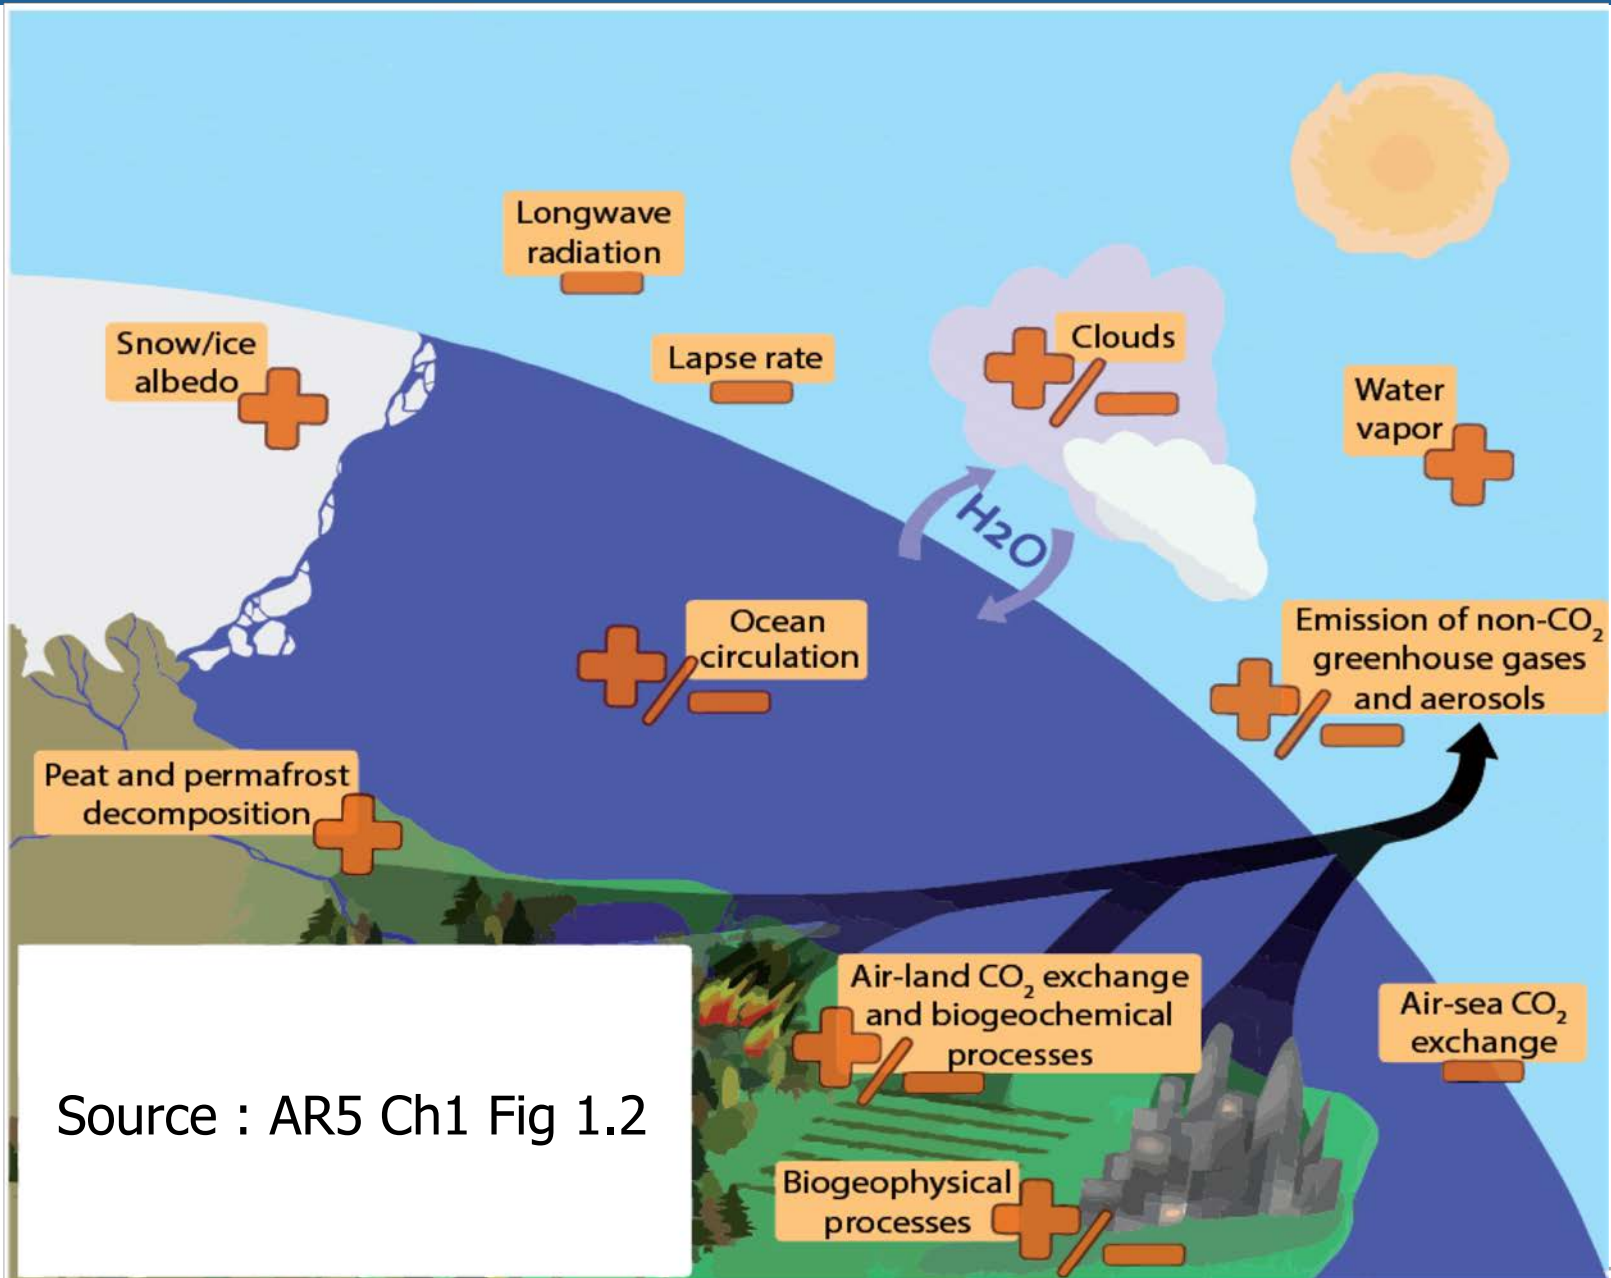 Longwave
radiation
Snow/ice
albedo
Lapse rate
Clouds
Water
vapor
H2O
Ocean
circulation
Emission of non-CO₂
greenhouse gases
and aerosols
Peat and permafrost
decomposition
Air-land CO₂ exchange
and biogeochemical
processes
Air-sea CO₂
exchange
Source : AR5 Ch1 Fig 1.2
Biogeophysical
processes